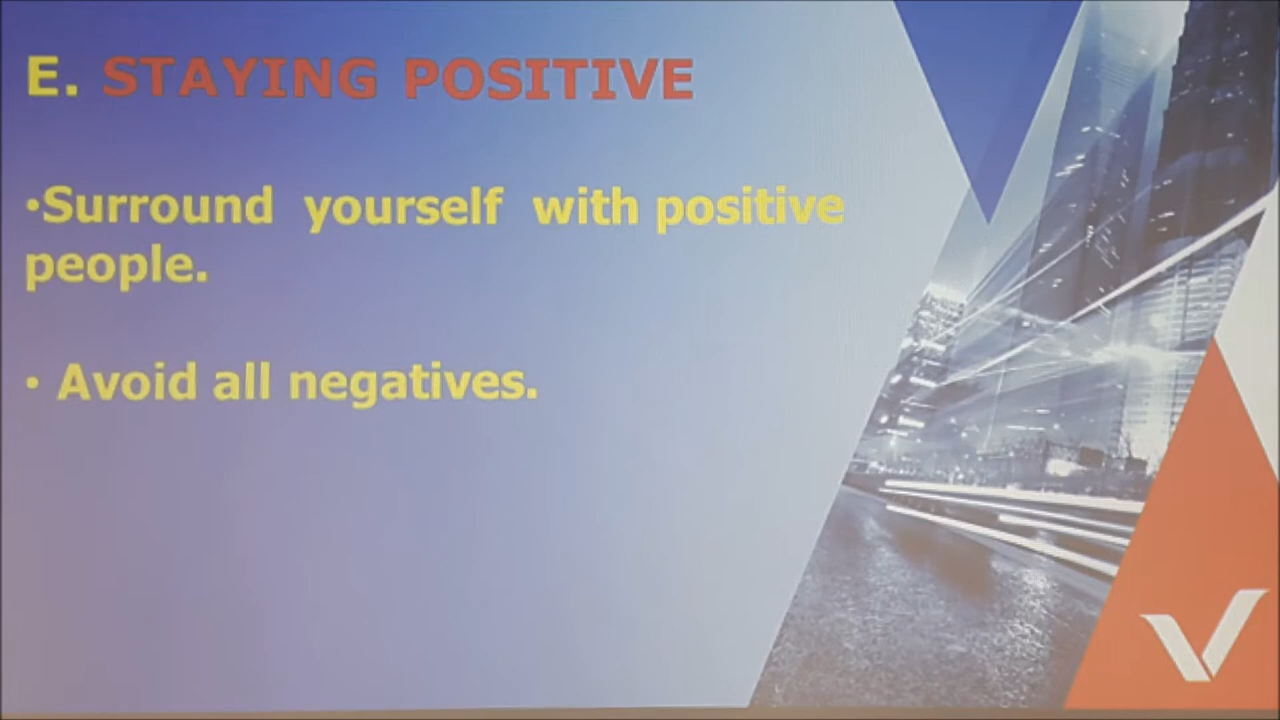 E. STAYING POSITIVE
•Surround yourself with positive
people.
• Avoid all negatives.